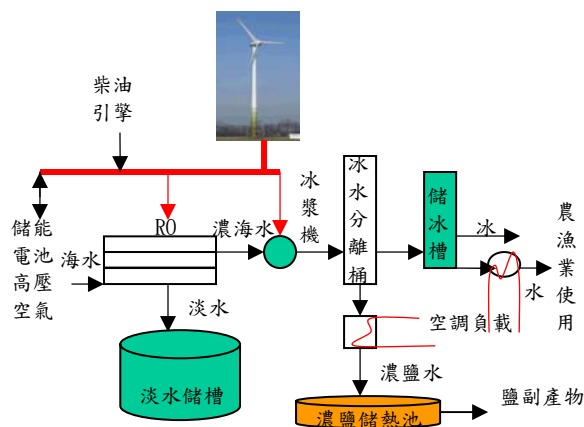 柴油
引擎
儲能
電池
高壓
空氣
海水
RO
濃海水
冰漿機
冰水分離桶
儲冰槽
冰
水
農漁業使用
淡水
淡水儲槽
空調負載
濃鹽水
濃鹽儲熱池
鹽副產物